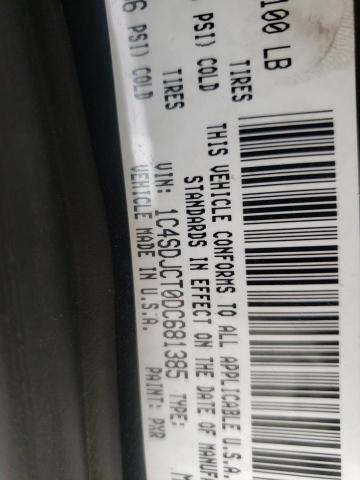 100 LB
TIRES
PSI) COLD
6 PSI) COLD
TIRES
THIS VEHICLE CONFORMS TO ALL APPLICABLE U.S.A.
STANDARDS IN EFFECT ON THE DATE OF MANUF
VIN: 1C4SDJCT0DC681385 TYPE:
VEHICLE MADE IN U.S.A.
PAINT: PXR